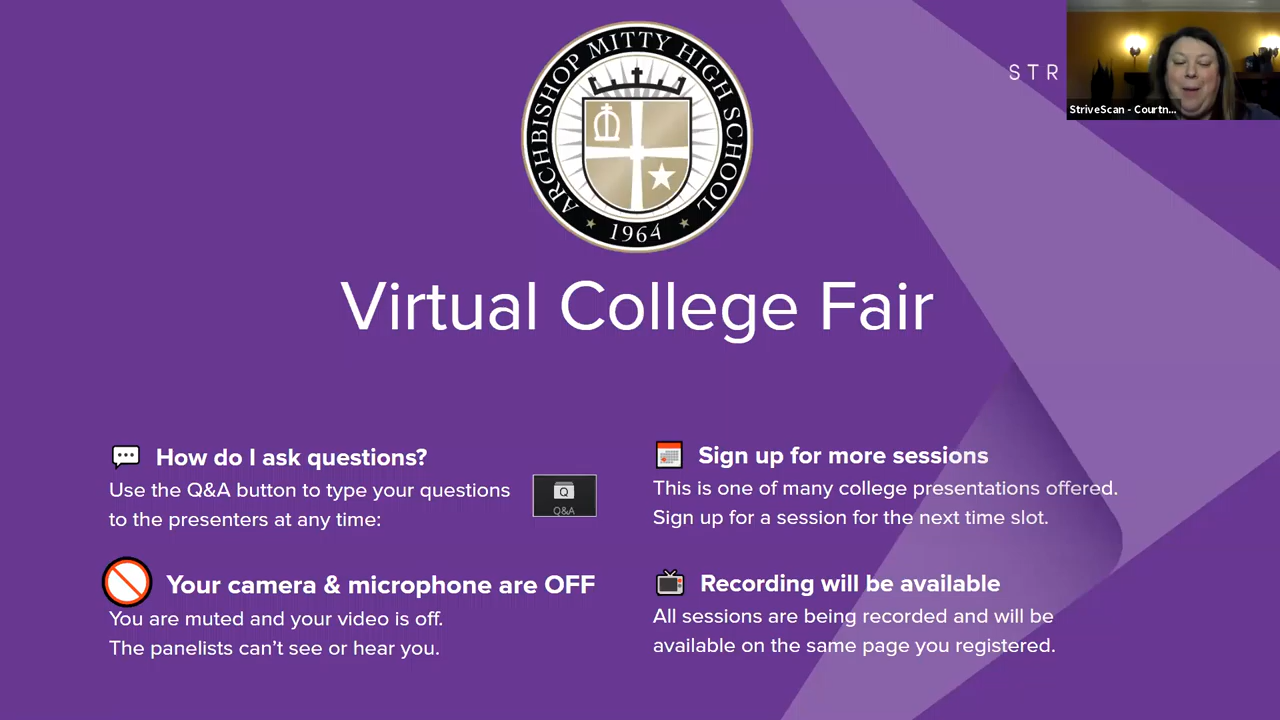 ARCHBISHOP MITTY HIGH SCHOOL
1964
STR
StriveScan - Courtn...
Virtual College Fair
How do I ask questions?
Use the Q&A button to type your questions
to the presenters at any time:
Q
Q&A
Sign up for more sessions
This is one of many college presentations offered.
Sign up for a session for the next time slot.
Your camera & microphone are OFF
You are muted and your video is off.
The panelists can’t see or hear you.
Recording will be available
All sessions are being recorded and will be
available on the same page you registered.